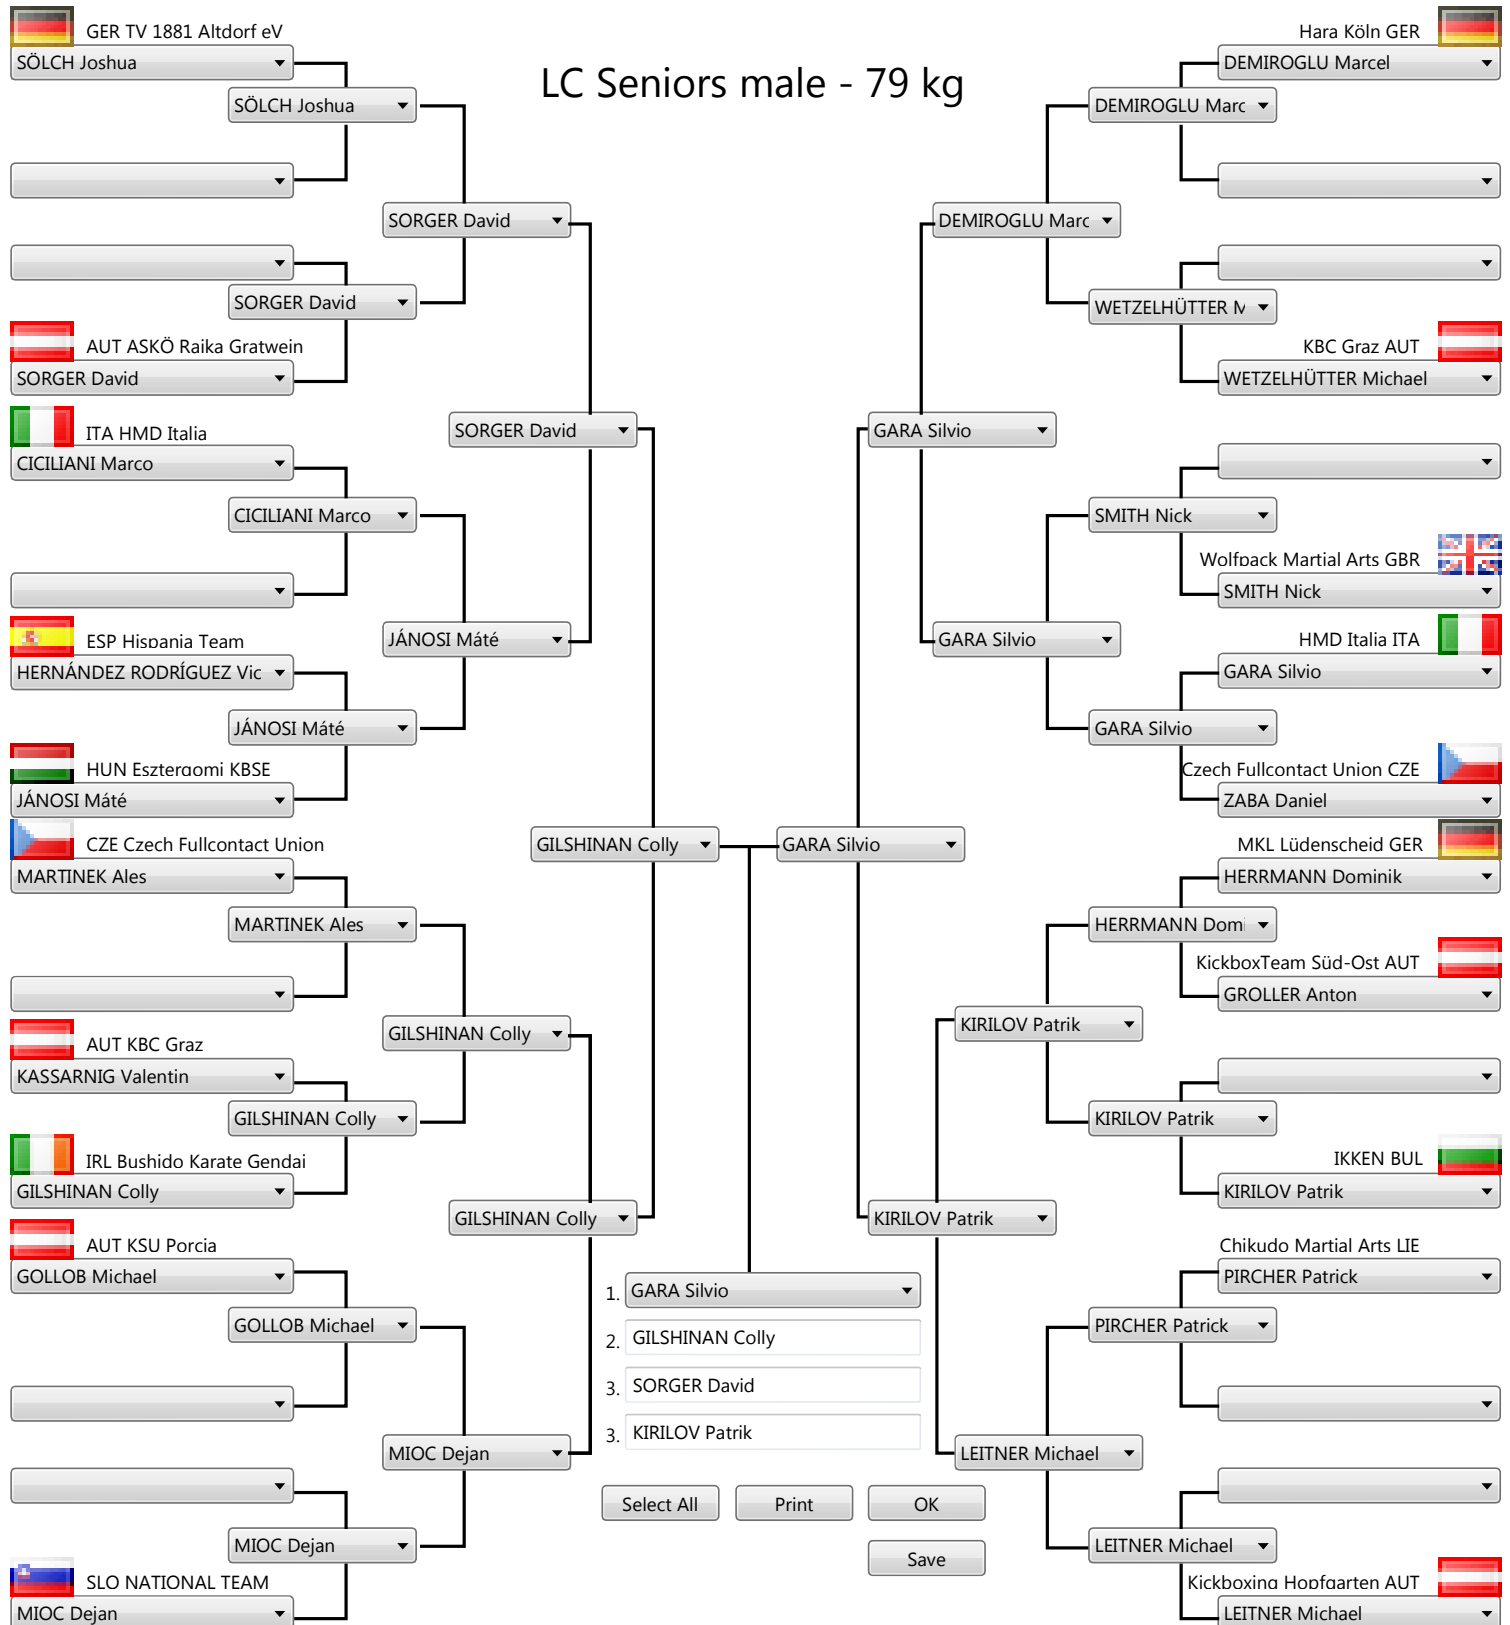 LC Seniors male - 79 kg
GER TV 1881 Altdorf eV
SÖLCH Joshua
SÖLCH Joshua
SORGER David
SORGER David
AUT ASKÖ Raika Gratwein
SORGER David
ITA HMD Italia
CICILIANI Marco
SORGER David
CICILIANI Marco
ESP Hispania Team
HERNÁNDEZ RODRÍGUEZ Vic
JÁNOSI Máté
JÁNOSI Máté
HUN Esztergomi KBSE
JÁNOSI Máté
CZE Czech Fullcontact Union
MARTINEK Ales
GILSHINAN Colly
MARTINEK Ales
GILSHINAN Colly
AUT KBC Graz
KASSARNIG Valentin
GILSHINAN Colly
IRL Bushido Karate Gendai
GILSHINAN Colly
GILSHINAN Colly
AUT KSU Porcia
GOLLOB Michael
GOLLOB Michael
MIOC Dejan
MIOC Dejan
SLO NATIONAL TEAM
MIOC Dejan
Hara Köln GER
DEMIROGLU Marcel
DEMIROGLU Marc
DEMIROGLU Marc
WETZELHÜTTER M
KBC Graz AUT
WETZELHÜTTER Michael
GARA Silvio
SMITH Nick
Wolfpack Martial Arts GBR
SMITH Nick
GARA Silvio
HMD Italia ITA
GARA Silvio
GARA Silvio
Czech Fullcontact Union CZE
ZABA Daniel
GARA Silvio
MKL Lüdenscheid GER
HERRMANN Dominik
HERRMANN Domi
KickboxTeam Süd-Ost AUT
GROLLER Anton
KIRILOV Patrik
KIRILOV Patrik
IKKEN BUL
KIRILOV Patrik
KIRILOV Patrik
Chikudo Martial Arts LIE
PIRCHER Patrick
PIRCHER Patrick
LEITNER Michael
LEITNER Michael
Kickboxing Hopfgarten AUT
LEITNER Michael
1. GARA Silvio
2. GILSHINAN Colly
3. SORGER David
3. KIRILOV Patrik
Select All
Print
OK
Save